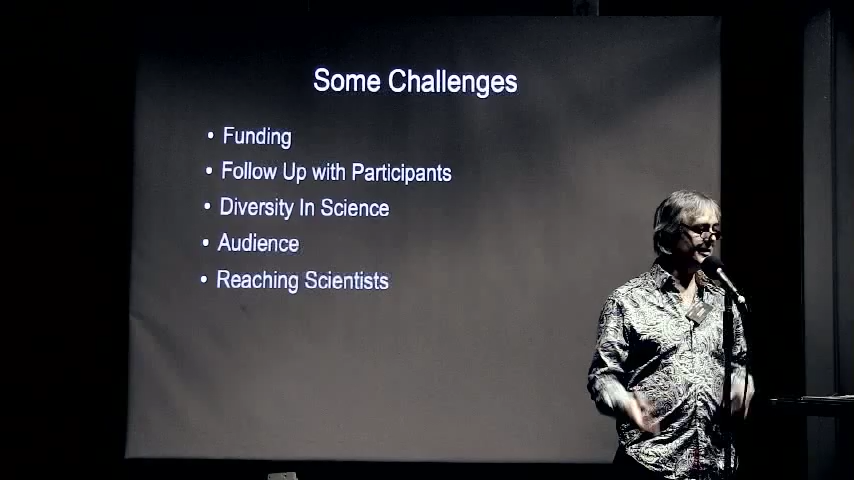 Some Challenges
• Funding
• Follow Up with Participants
• Diversity In Science
• Audience
• Reaching Scientists